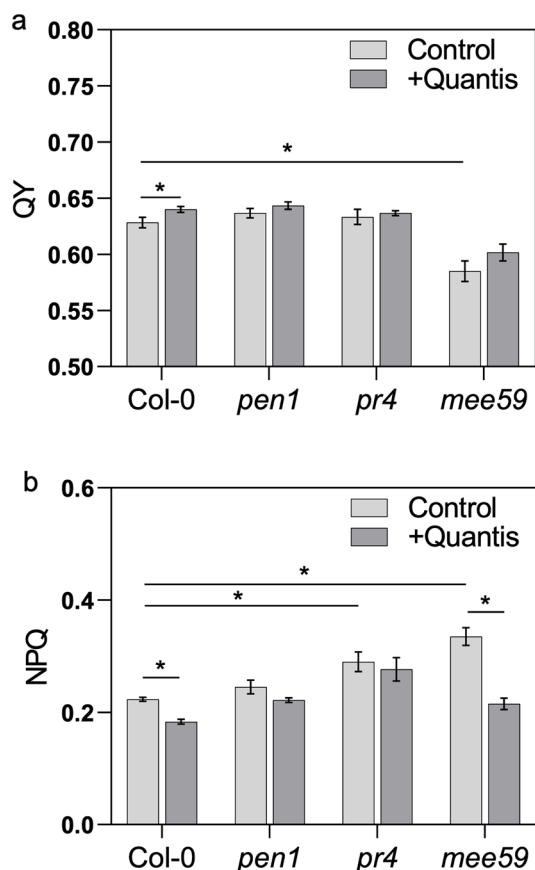 a
0.80
Control
+Quantis
0.75
0.70
*
QY
0.65
*
0.60
0.55
0.50
Col-0 pen1 pr4 mee59
b
0.6
Control
+Quantis
*
0.4
*
*
NPQ
*
0.2
0.0
Col-0 pen1 pr4 mee59